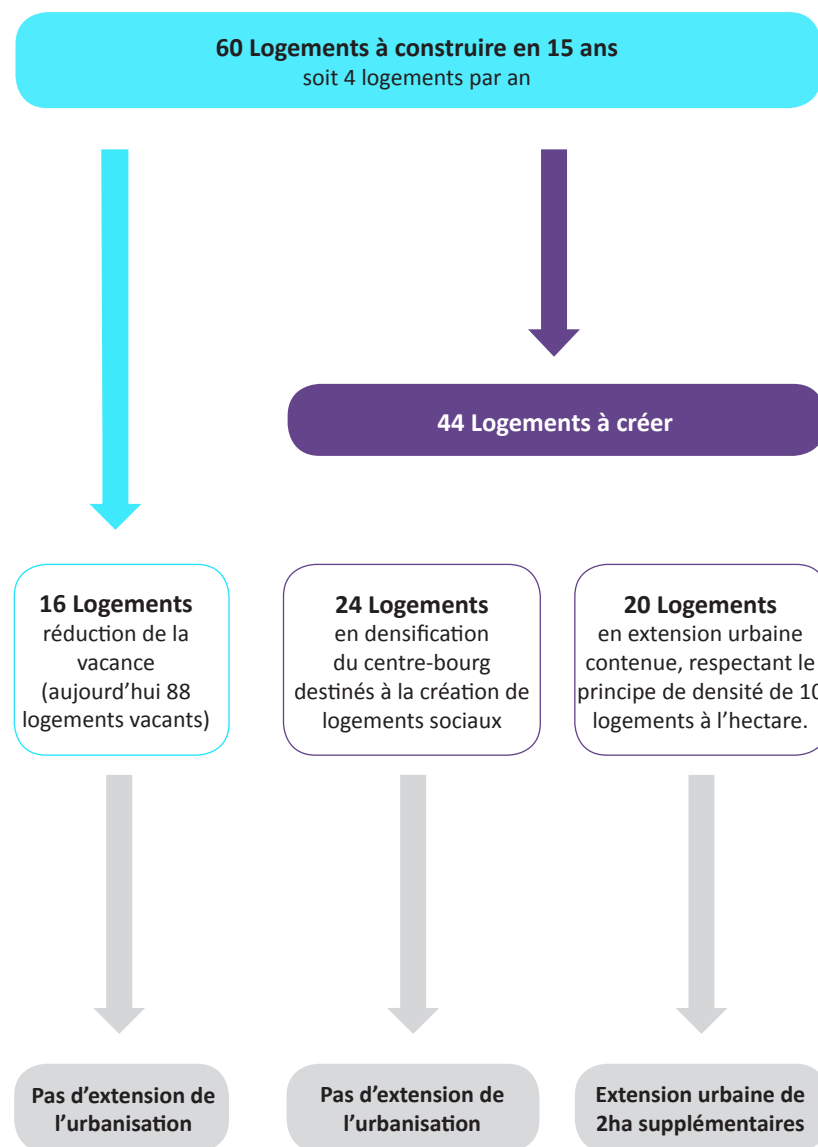 60 Logements à construire en 15 ans
soit 4 logements par an
44 Logements à créer
16 Logements
réduction de la
vacance
(aujourd’hui 88
logements vacants)
24 Logements
en densification
du centre-bourg
destinés à la création de
logements sociaux
20 Logements
en extension urbaine
contenue, respectant le
principe de densité de 10
logements à l’hectare.
Pas d’extension de
l’urbanisation
Pas d’extension de
l’urbanisation
Extension urbaine de
2ha supplémentaires